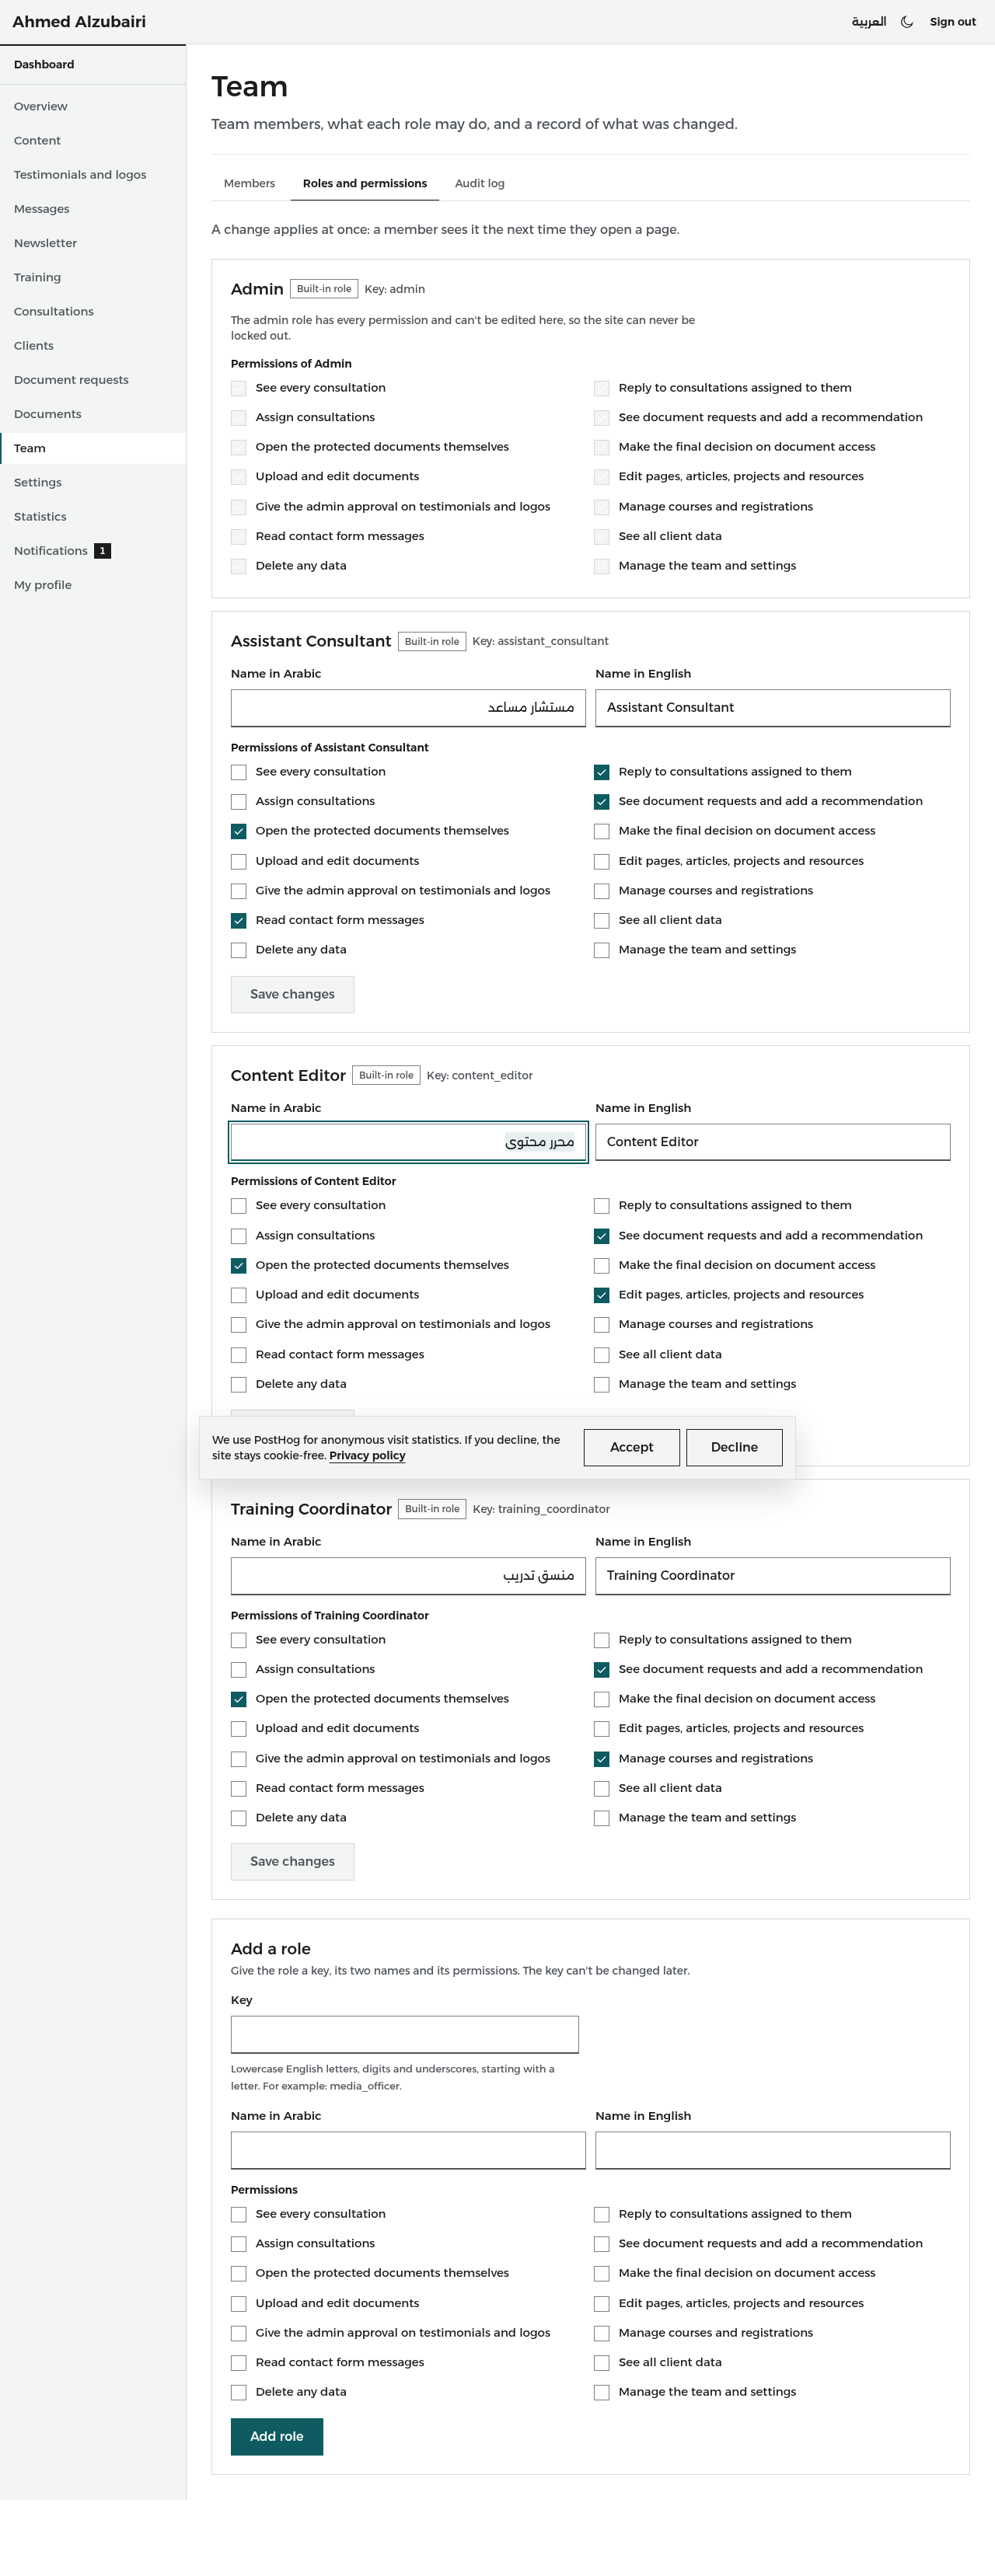 Ahmed Alzubairi
العربية
Sign out
Dashboard
Overview
Content
Testimonials and logos
Messages
Newsletter
Training
Consultations
Clients
Document requests
Documents
Team
Settings
Statistics
Notifications 1
My profile
Team
Team members, what each role may do, and a record of what was changed.
Members
Roles and permissions
Audit log
A change applies at once: a member sees it the next time they open a page.
Admin Built-in role Key: admin
The admin role has every permission and can't be edited here, so the site can never be
locked out.
Permissions of Admin
See every consultation
Reply to consultations assigned to them
Assign consultations
See document requests and add a recommendation
Open the protected documents themselves
Make the final decision on document access
Upload and edit documents
Edit pages, articles, projects and resources
Give the admin approval on testimonials and logos
Manage courses and registrations
Read contact form messages
See all client data
Delete any data
Manage the team and settings
Assistant Consultant Built-in role Key: assistant_consultant
Name in Arabic
Name in English
مستشار مساعد
Assistant Consultant
Permissions of Assistant Consultant
See every consultation
Reply to consultations assigned to them
Assign consultations
See document requests and add a recommendation
Open the protected documents themselves
Make the final decision on document access
Upload and edit documents
Edit pages, articles, projects and resources
Give the admin approval on testimonials and logos
Manage courses and registrations
Read contact form messages
See all client data
Delete any data
Manage the team and settings
Save changes
Content Editor Built-in role Key: content_editor
Name in Arabic
Name in English
محرر محتوى
Content Editor
Permissions of Content Editor
See every consultation
Reply to consultations assigned to them
Assign consultations
See document requests and add a recommendation
Open the protected documents themselves
Make the final decision on document access
Upload and edit documents
Edit pages, articles, projects and resources
Give the admin approval on testimonials and logos
Manage courses and registrations
Read contact form messages
See all client data
Delete any data
Manage the team and settings
We use PostHog for anonymous visit statistics. If you decline, the
site stays cookie-free. Privacy policy
Accept
Decline
Training Coordinator Built-in role Key: training_coordinator
Name in Arabic
Name in English
منسق تدريب
Training Coordinator
Permissions of Training Coordinator
See every consultation
Reply to consultations assigned to them
Assign consultations
See document requests and add a recommendation
Open the protected documents themselves
Make the final decision on document access
Upload and edit documents
Edit pages, articles, projects and resources
Give the admin approval on testimonials and logos
Manage courses and registrations
Read contact form messages
See all client data
Delete any data
Manage the team and settings
Save changes
Add a role
Give the role a key, its two names and its permissions. The key can't be changed later.
Key
Lowercase English letters, digits and underscores, starting with a
letter. For example: media_officer.
Name in Arabic
Name in English
Permissions
See every consultation
Reply to consultations assigned to them
Assign consultations
See document requests and add a recommendation
Open the protected documents themselves
Make the final decision on document access
Upload and edit documents
Edit pages, articles, projects and resources
Give the admin approval on testimonials and logos
Manage courses and registrations
Read contact form messages
See all client data
Delete any data
Manage the team and settings
Add role